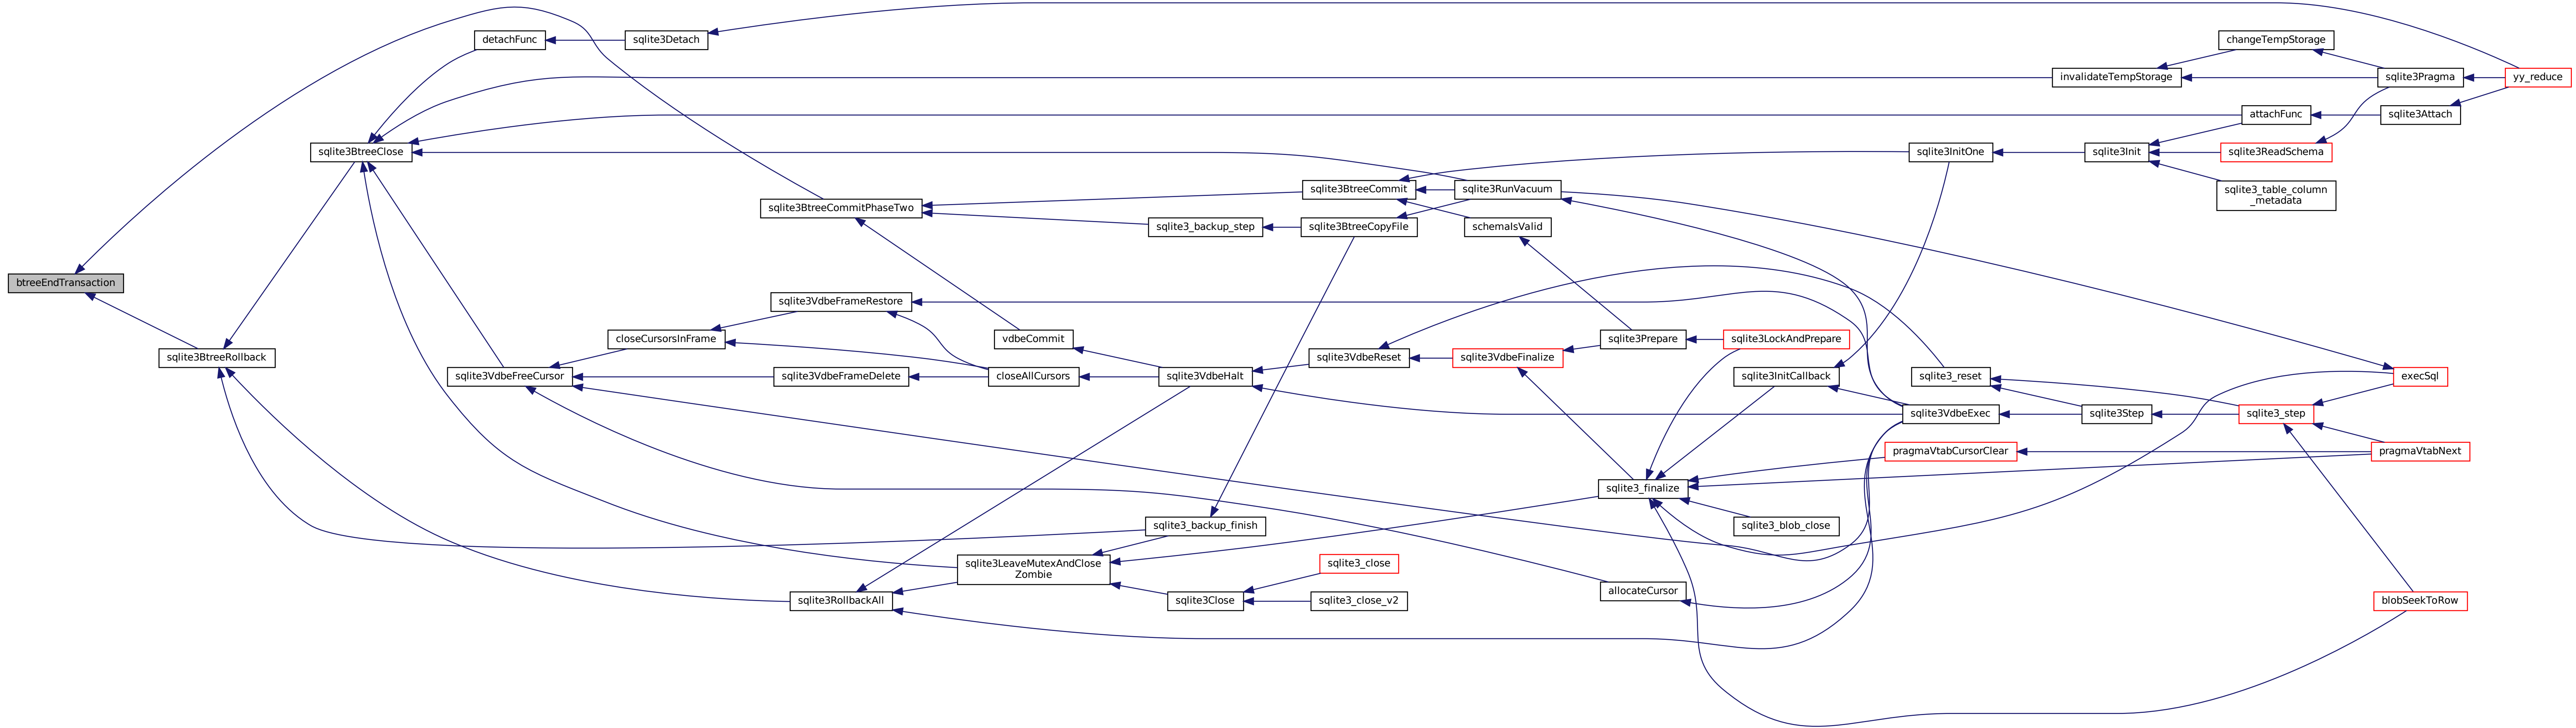 btreeEndTransaction
sqlite3BtreeRollback
sqlite3BtreeClose
detachFunc
sqlite3Detach
changeTempStorage
invalidateTempStorage
sqlite3Pragma
yy_reduce
attachFunc
sqlite3Attach
sqlite3InitOne
sqlite3Init
sqlite3ReadSchema
sqlite3_table_column
_metadata
sqlite3BtreeCommitPhaseTwo
sqlite3BtreeCommit
sqlite3RunVacuum
sqlite3_backup_step
sqlite3BtreeCopyFile
schemaIsValid
sqlite3VdbeFrameRestore
closeCursorsInFrame
vdbeCommit
sqlite3VdbeFreeCursor
sqlite3VdbeFrameDelete
closeAllCursors
sqlite3VdbeHalt
sqlite3VdbeReset
sqlite3VdbeFinalize
sqlite3Prepare
sqlite3LockAndPrepare
sqlite3InitCallback
sqlite3_reset
sqlite3VdbeExec
sqlite3Step
sqlite3_step
execSql
pragmaVtabCursorClear
pragmaVtabNext
sqlite3_finalize
sqlite3_blob_close
sqlite3_backup_finish
sqlite3LeaveMutexAndClose
Zombie
sqlite3RollbackAll
sqlite3Close
sqlite3_close
sqlite3_close_v2
allocateCursor
blobSeekToRow